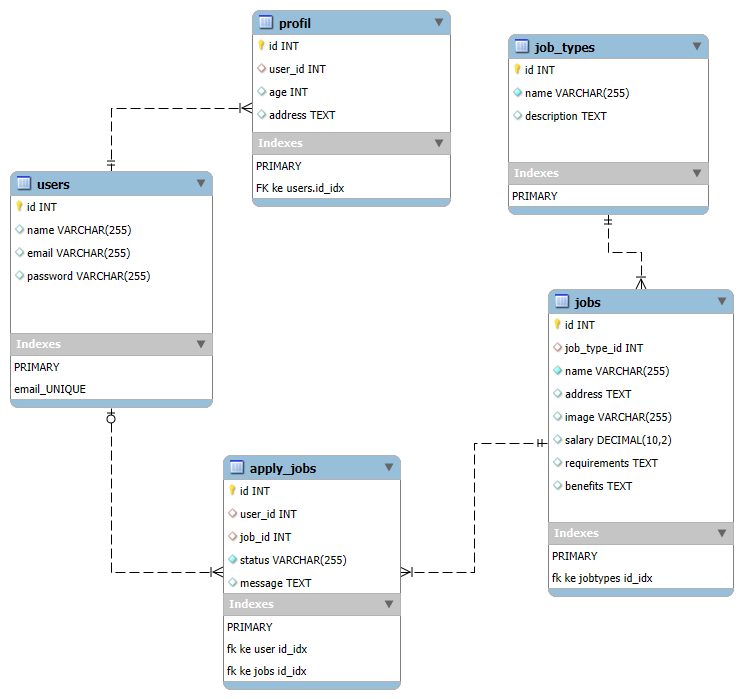 profil
id INT
user_id INT
age INT
address TEXT
Indexes
PRIMARY
FK ke users.id_idx
job_types
id INT
name VARCHAR(255)
description TEXT
Indexes
PRIMARY
users
id INT
name VARCHAR(255)
email VARCHAR(255)
password VARCHAR(255)
Indexes
PRIMARY
email_UNIQUE
jobs
id INT
job_type_id INT
name VARCHAR(255)
address TEXT
image VARCHAR(255)
salary DECIMAL(10,2)
requirements TEXT
benefits TEXT
Indexes
PRIMARY
fk ke jobtypes id_idx
apply_jobs
id INT
user_id INT
job_id INT
status VARCHAR(255)
message TEXT
Indexes
PRIMARY
fk ke user id_idx
fk ke jobs id_idx